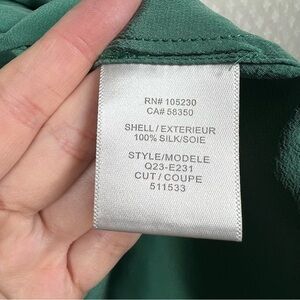 RN# 105230
CA# 58350
SHELL/EXTERIEUR
100% SILK/SOIE
STYLE/MODELE
Q23-E231
CUT/COUPE
511533